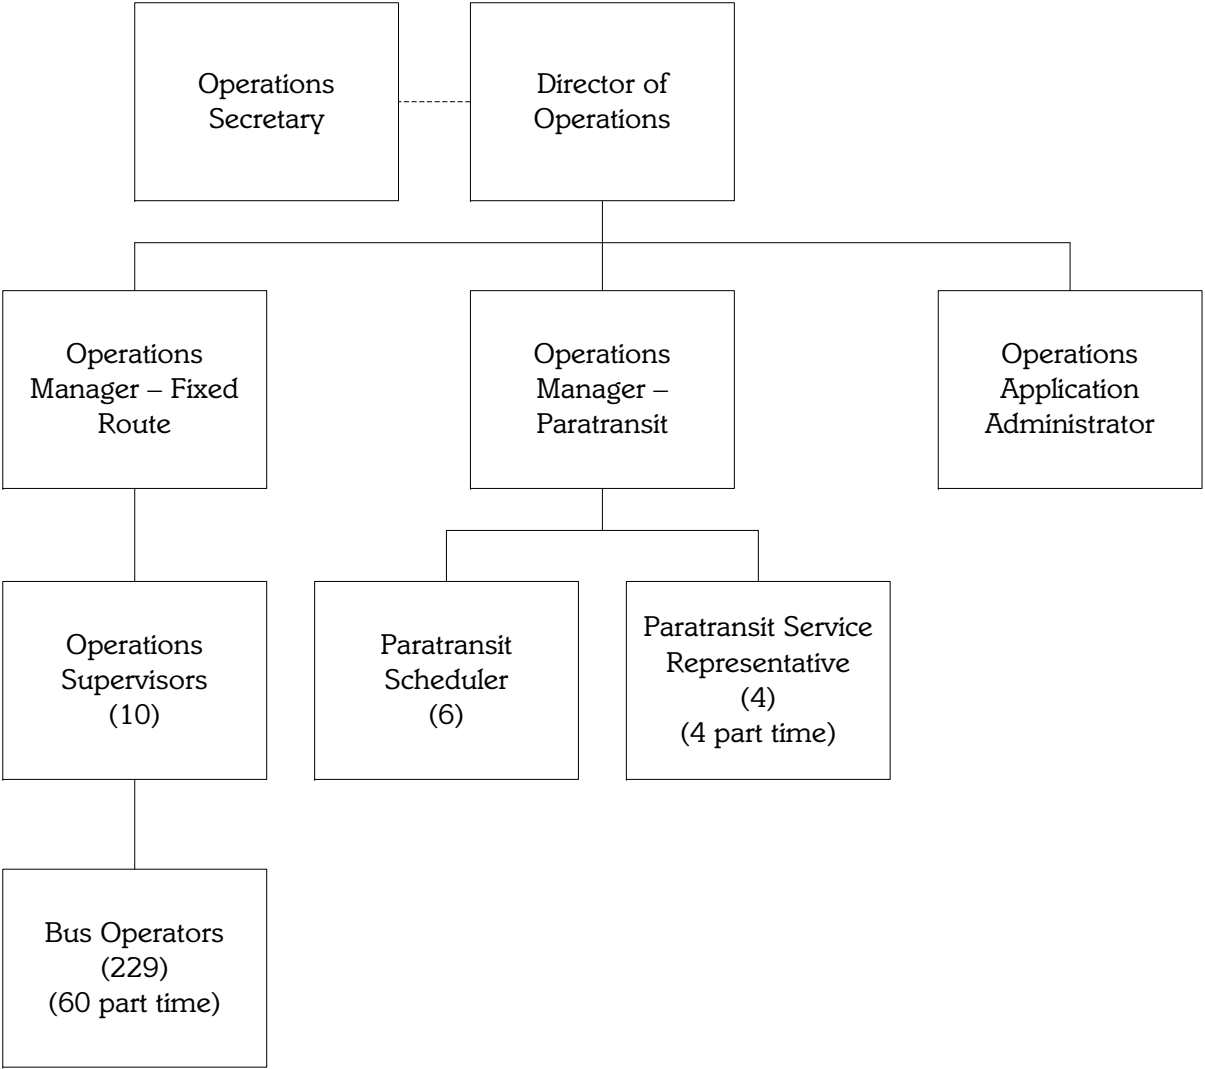 Operations
Secretary
Director of
Operations
Operations
Manager – Fixed
Route
Operations
Manager –
Paratransit
Operations
Application
Administrator
Operations
Supervisors
(10)
Paratransit
Scheduler
(6)
Paratransit Service
Representative
(4)
(4 part time)
Bus Operators
(229)
(60 part time)